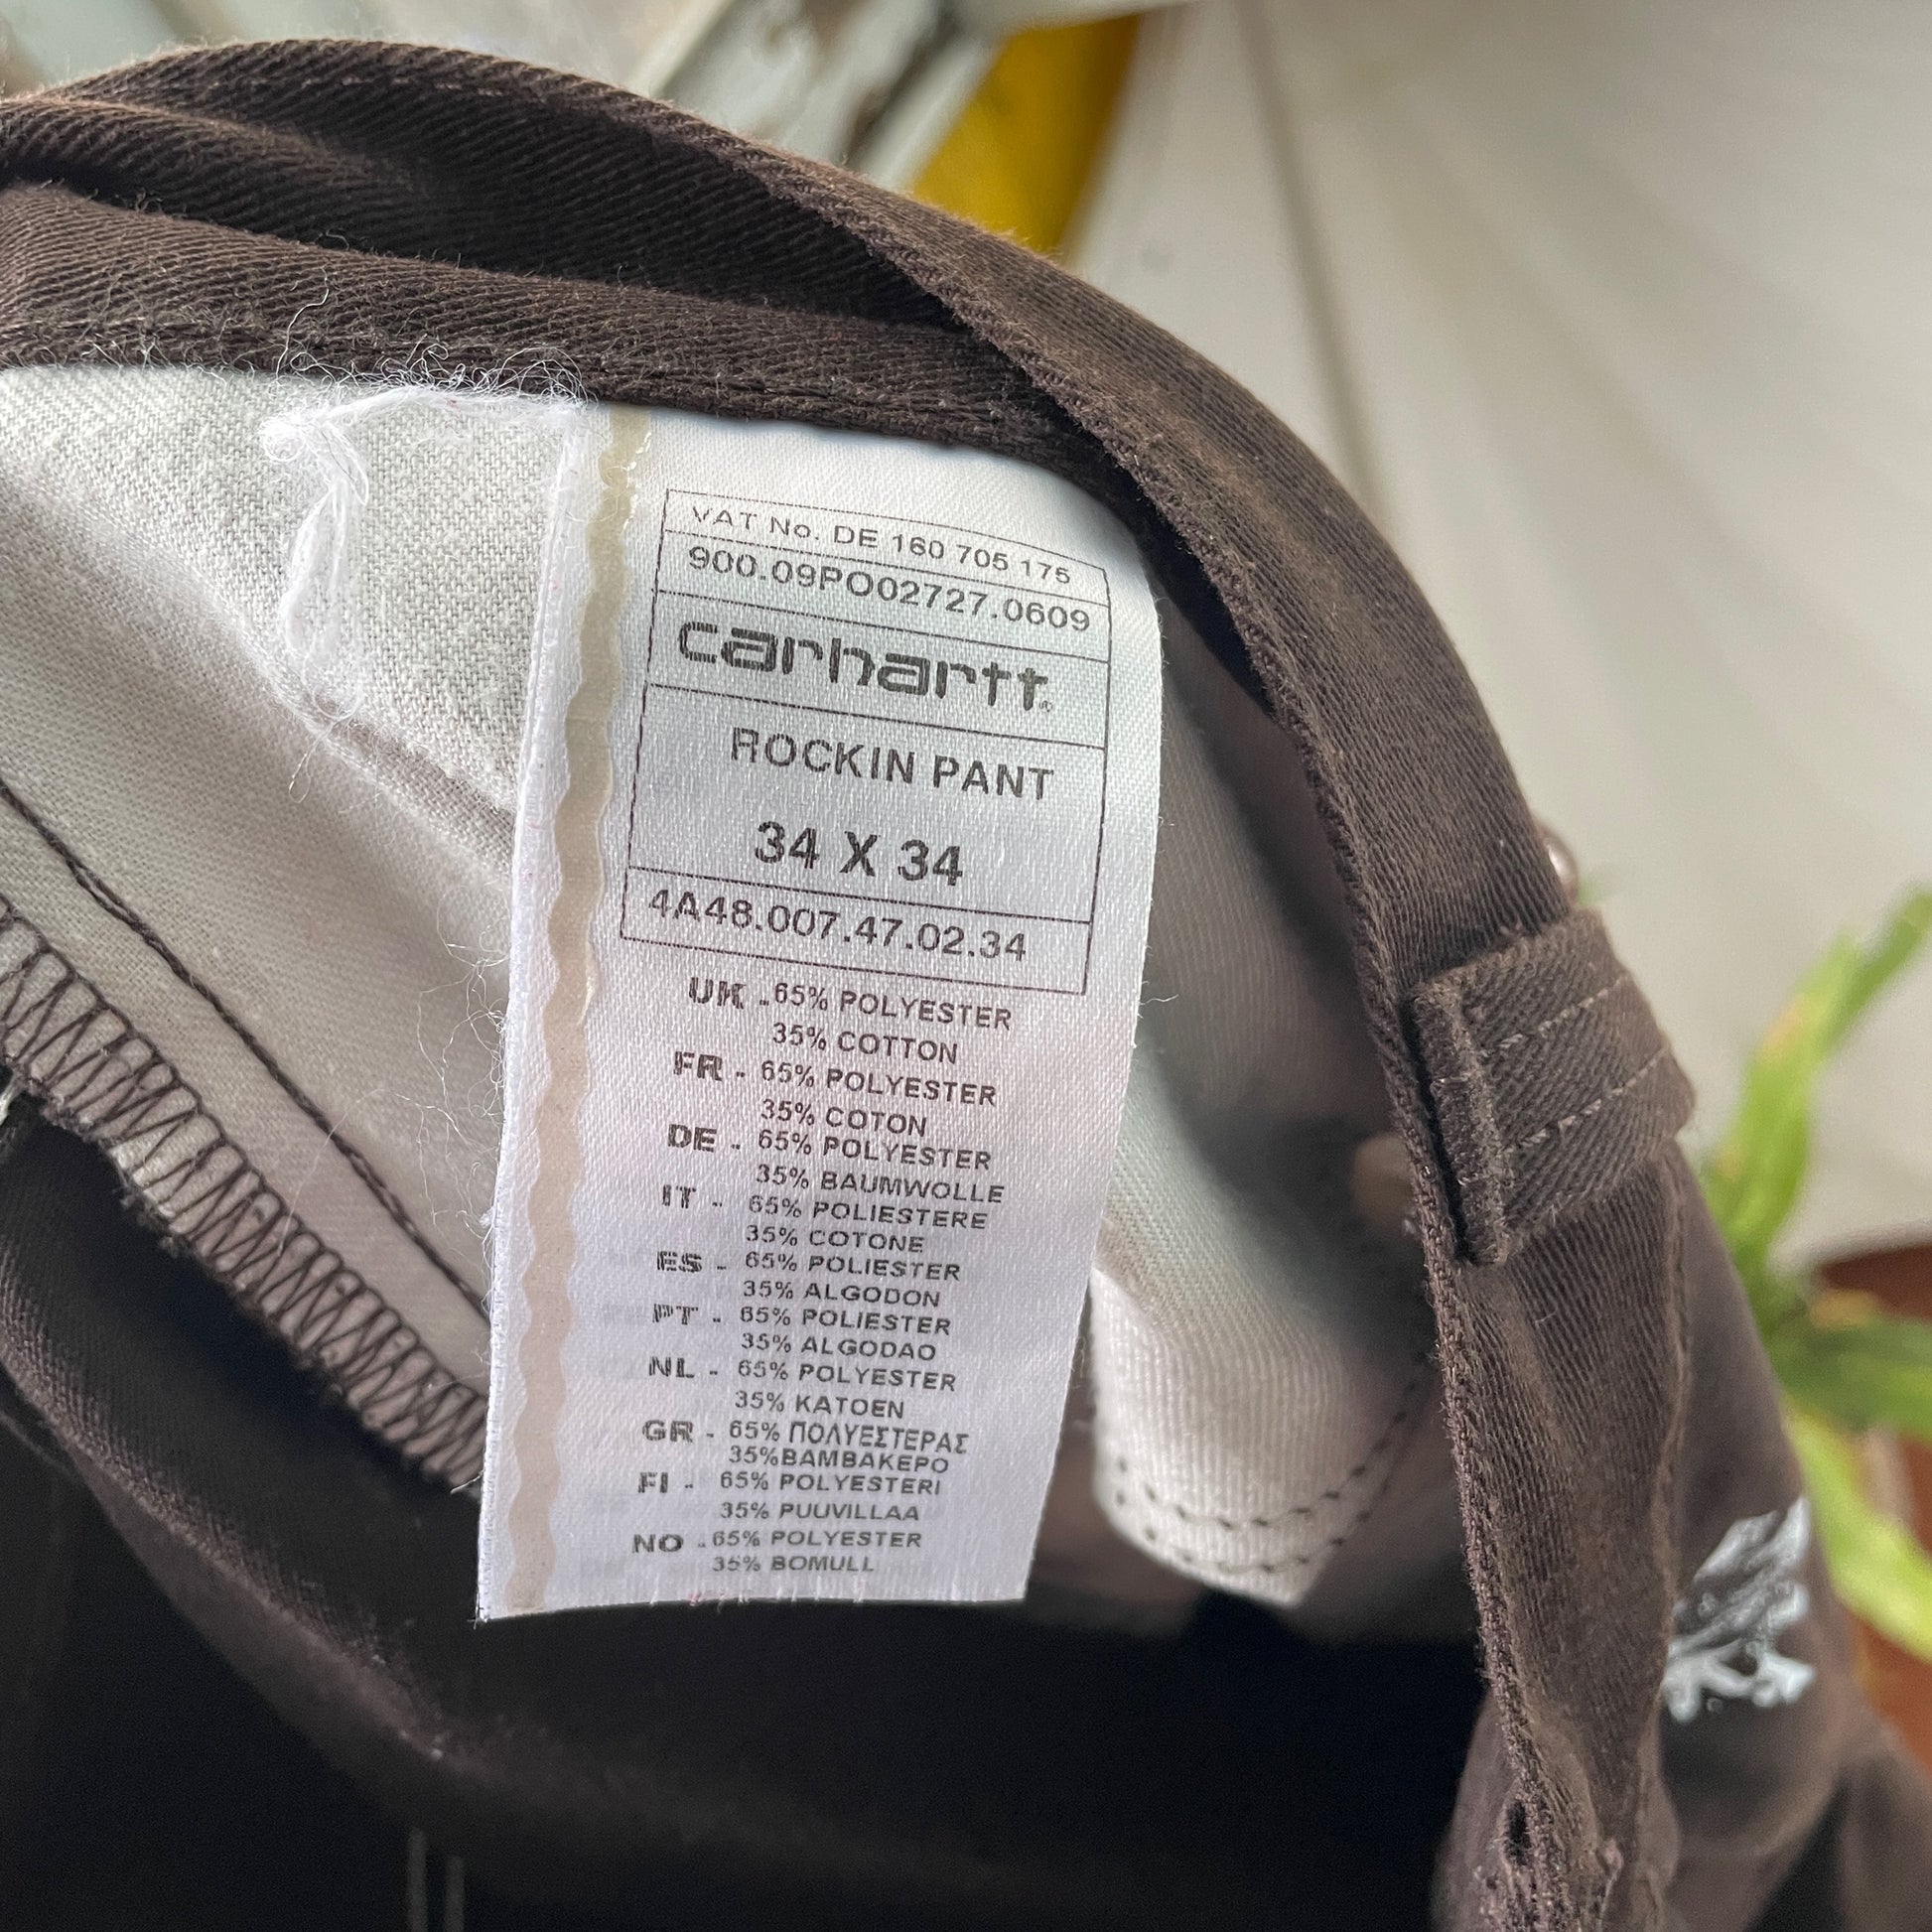 VAT No. DE 160 705 175
900.09PO02727.0609
carhartt®
ROCKIN PANT
34 X 34
4A48.007.47.02.34
UK - 65% POLYESTER
35% COTTON
FR - 65% POLYESTER
35% COTON
DE - 65% POLYESTER
35% BAUMWOLLE
IT - 65% POLIESTERE
35% COTONE
ES - 65% POLIESTER
35% ALGODON
PT - 65% POLIESTER
35% ALGODAO
NL - 65% POLYESTER
35% KATOEN
GR - 65% ΠΟΛΥΕΣΤΕΡΑΣ
35%ΒΑΜΒΑΚΕΡΟ
FI - 65% POLYESTERI
35% PUUVILLAA
NO - 65% POLYESTER
35% BOMULL